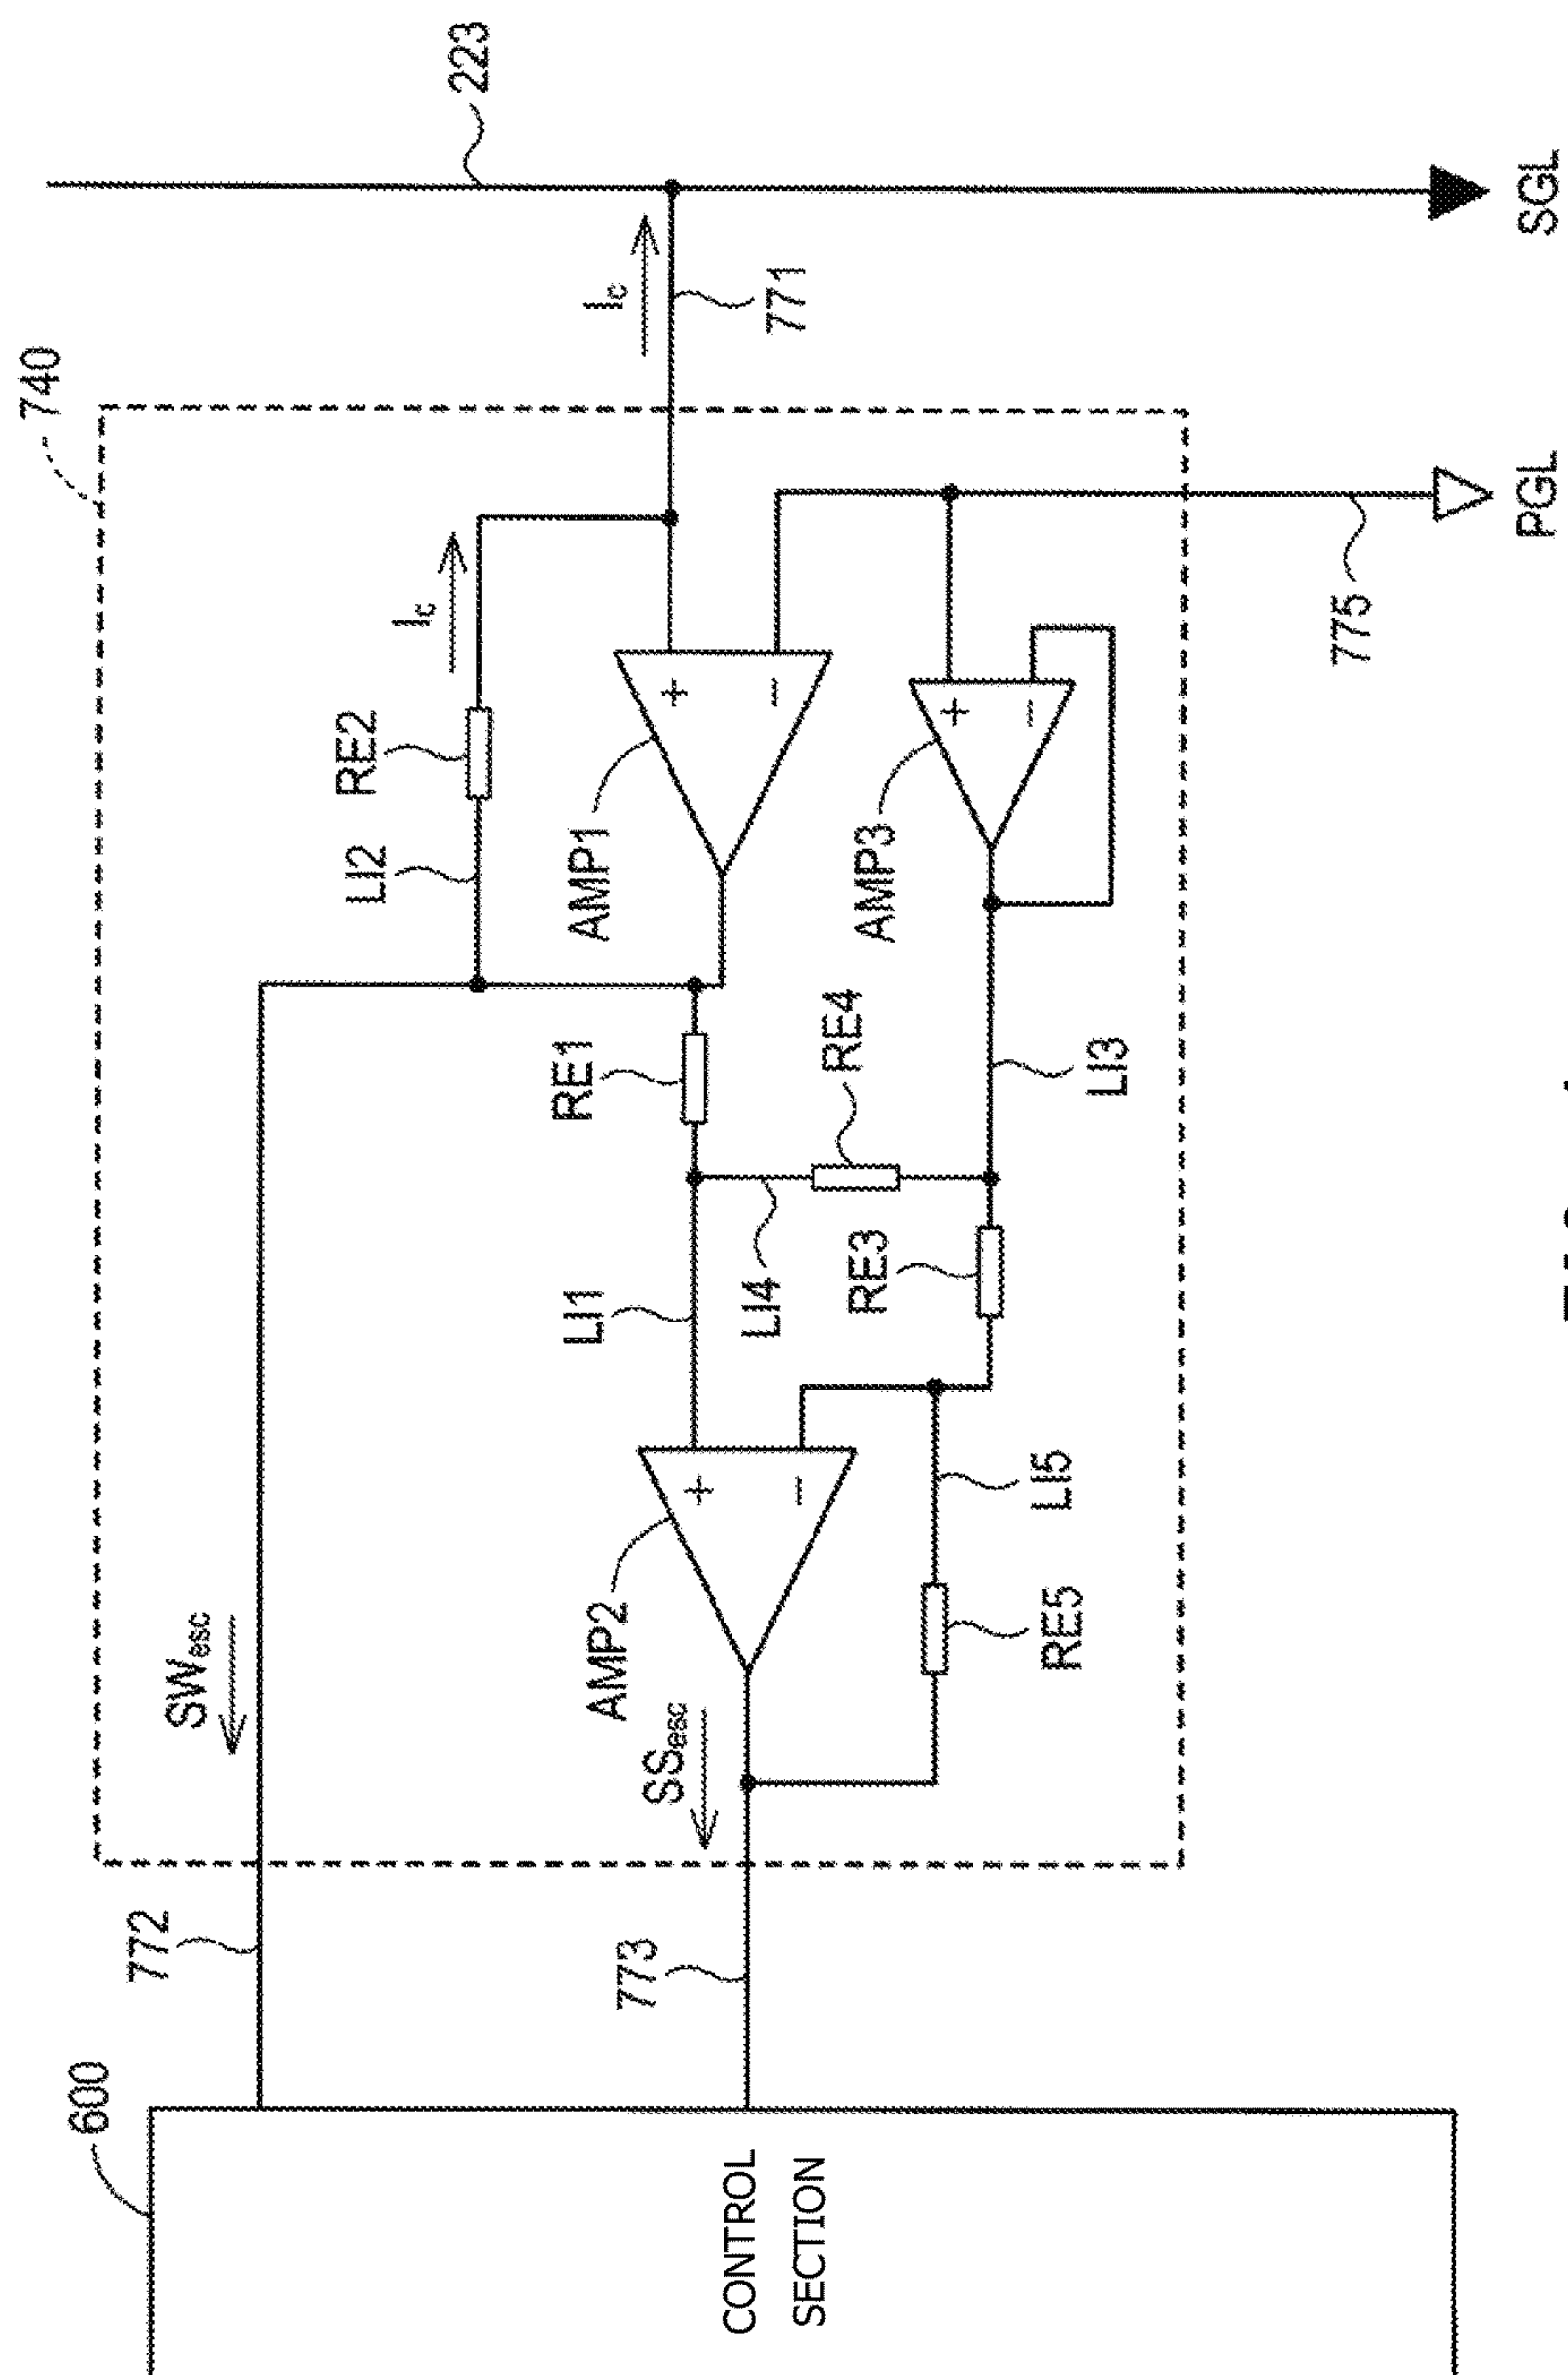 600
CONTROL
SECTION
772
773
SWesc
SSesc
740
AMP2
LI5
RE5
LI1
LI4
RE1
RE4
RE3
LI3
LI2
RE2
AMP1
AMP3
Ic
Ic
771
223
775
PGL
SGL
+
−
+
−
+
−